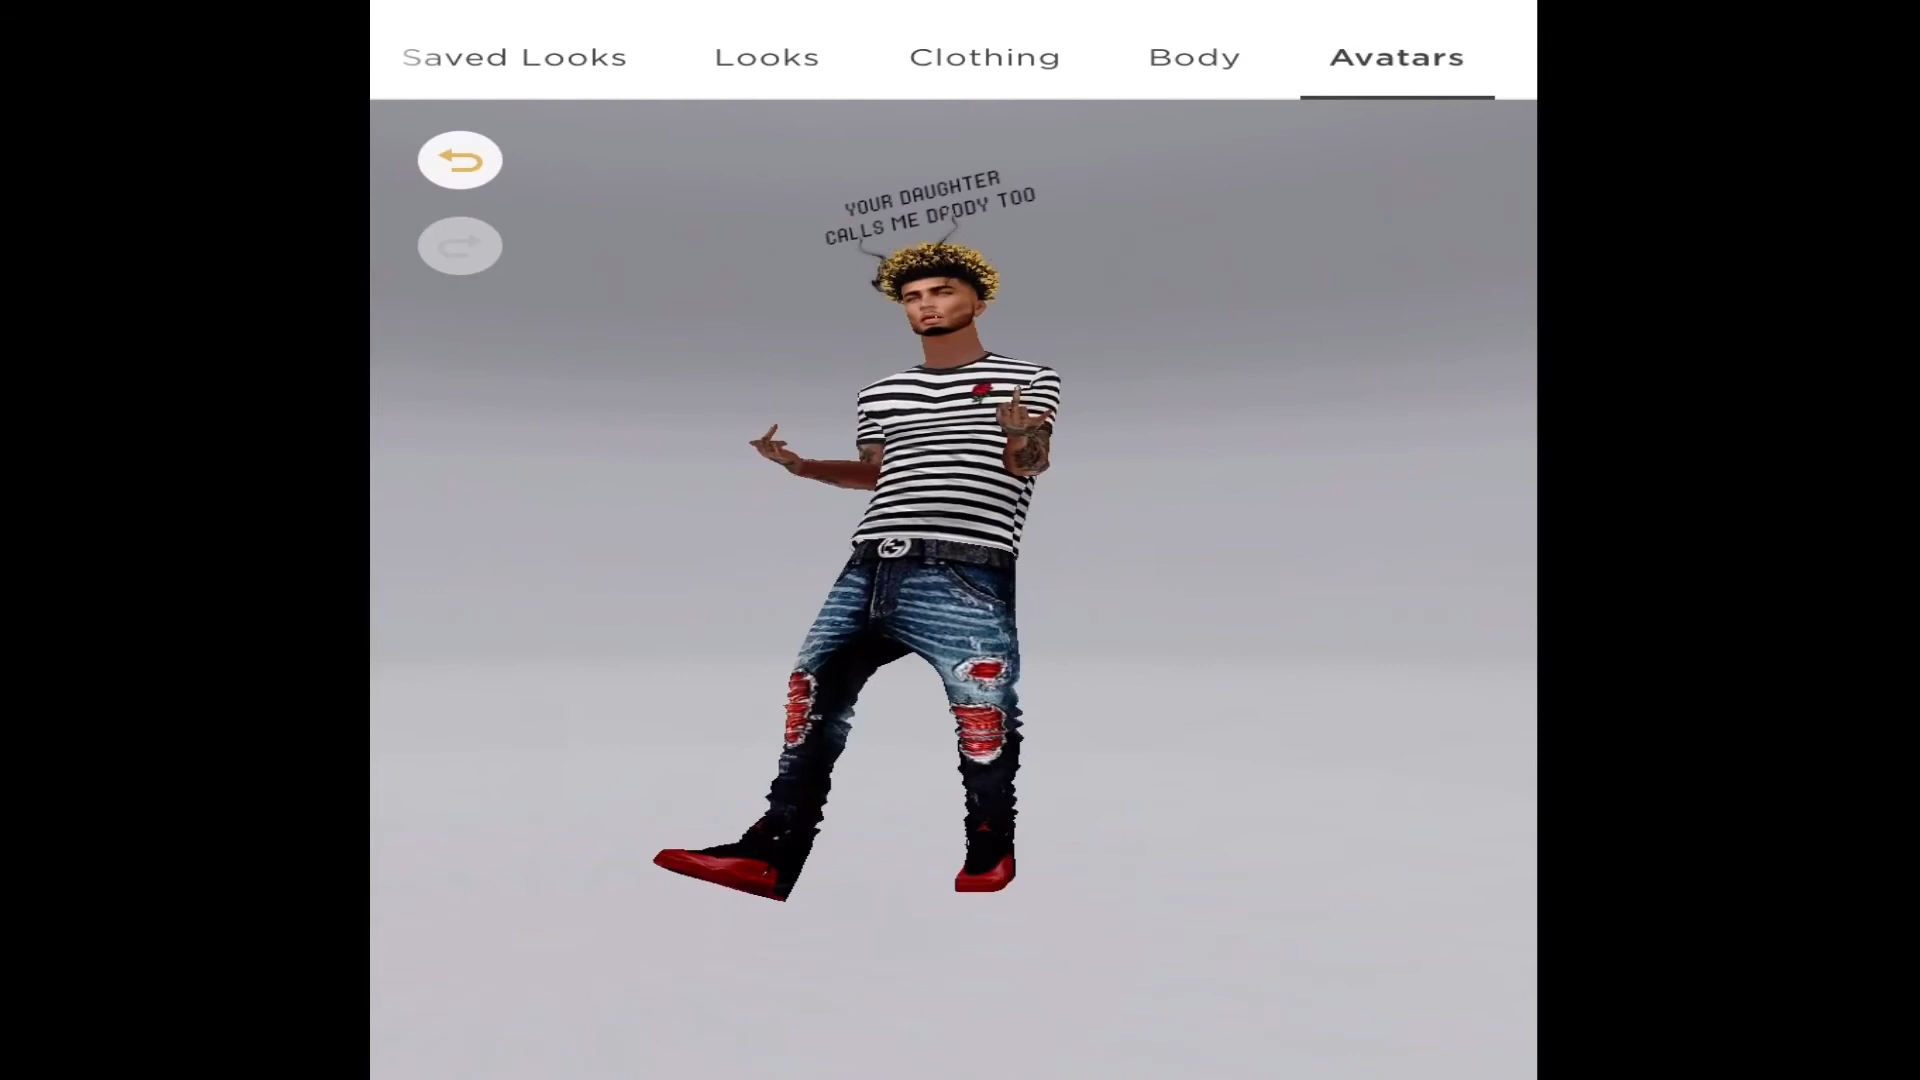 Saved Looks
Looks
Clothing
Body
Avatars
YOUR DAUGHTER
CALLS ME DADDY TOO